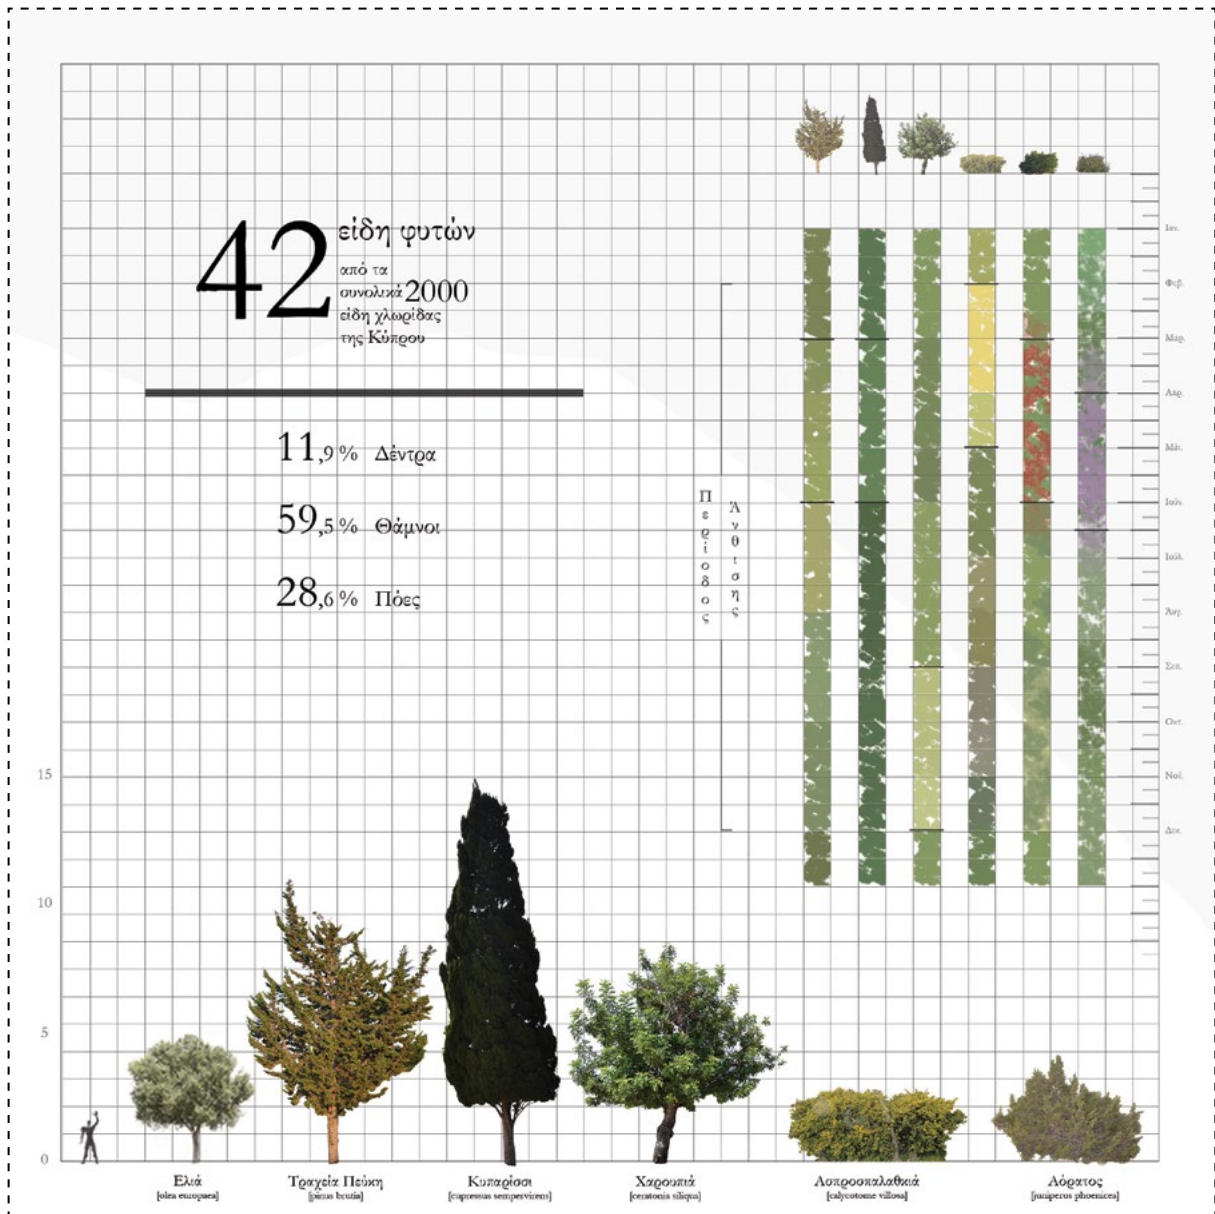 42
είδη φυτών
από τα
συνολικά 2000
είδη χλωρίδας
της Κύπρου
11,9% Δέντρα
59,5% Θάμνοι
28,6% Πόες
Περίοδος
Άνθισης
Ιαν.
Φεβ.
Μαρ.
Απρ.
Μάι.
Ιούν.
Ιούλ.
Άυγ.
Σεπ.
Οκτ.
Νοέ.
Δεκ.
15
10
5
0
Ελιά
[olea europaea]
Τραχεία Πεύκη
[pinus brutia]
Κυπαρίσσι
[cupressus sempervirens]
Χαρουπιά
[ceratonia siliqua]
Ασπροσπαλαθκιά
[calycotome villosa]
Αόρατος
[juniperus phoenicea]